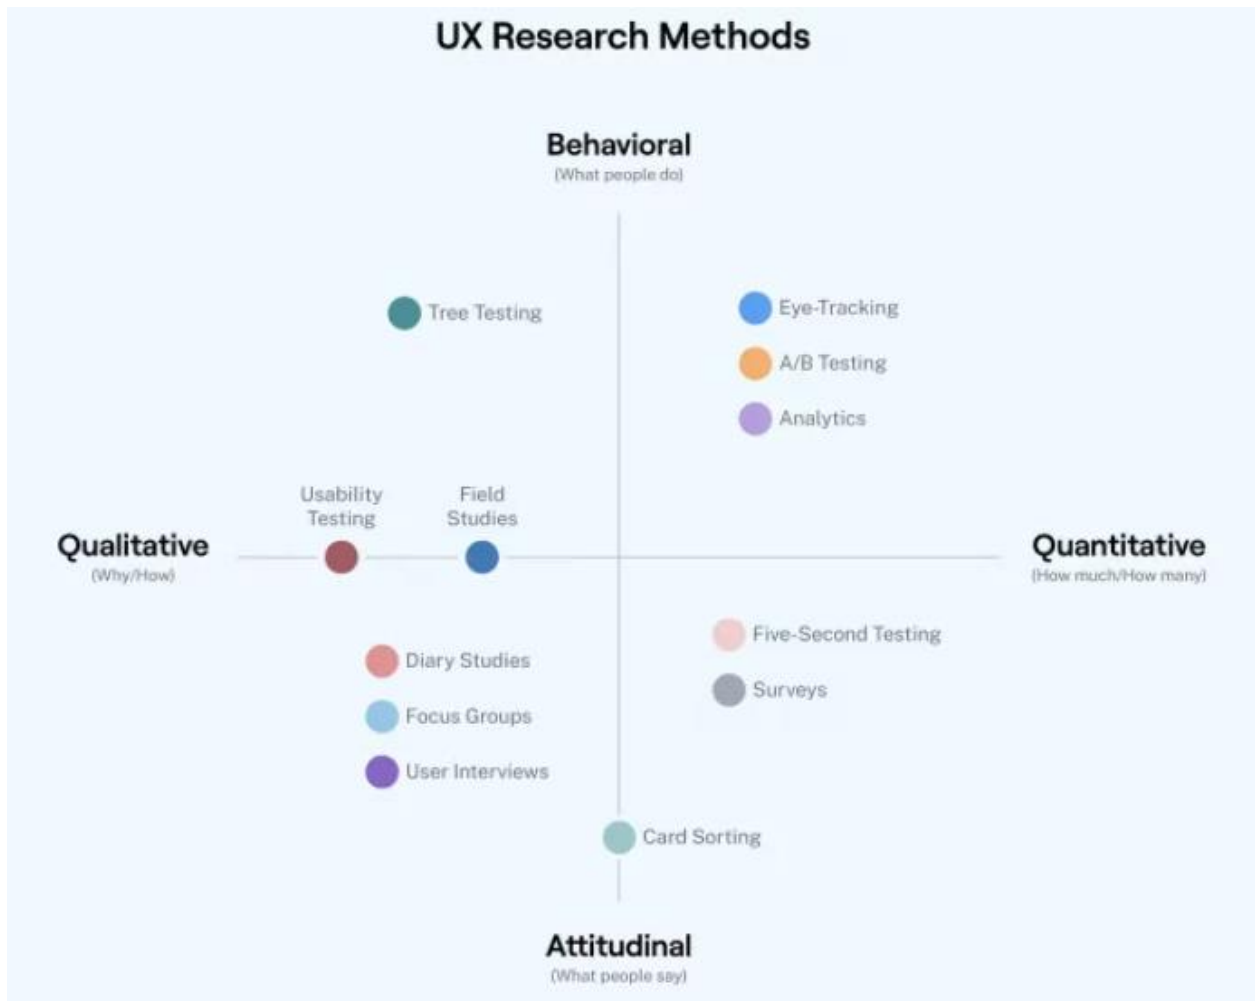 UX Research Methods
Behavioral
(What people do)
Tree Testing
Eye-Tracking
A/B Testing
Analytics
Usability
Testing
Field
Studies
Qualitative
(Why/How)
Quantitative
(How much/How many)
Five-Second Testing
Surveys
Diary Studies
Focus Groups
User Interviews
Card Sorting
Attitudinal
(What people say)